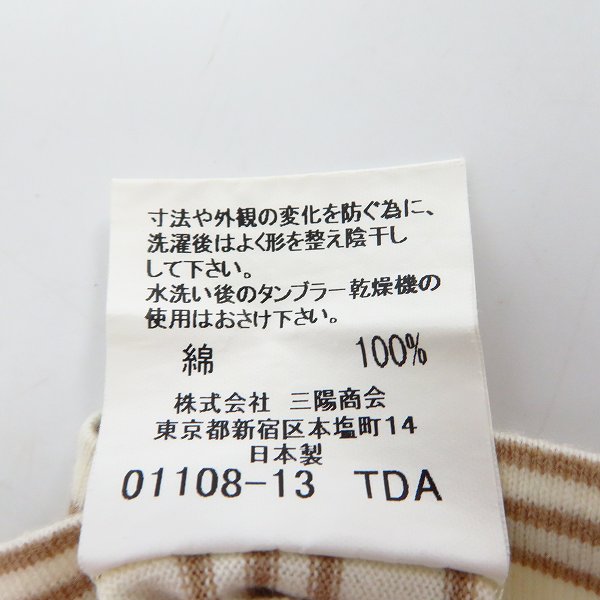 寸法や外観の変化を防ぐ為に、
洗濯後はよく形を整え陰干し
して下さい。
水洗い後のタンブラー乾燥機の
使用はおさけ下さい。
綿 100%
株式会社 三陽商会
東京都新宿区本塩町14
日本製
01108-13 TDA